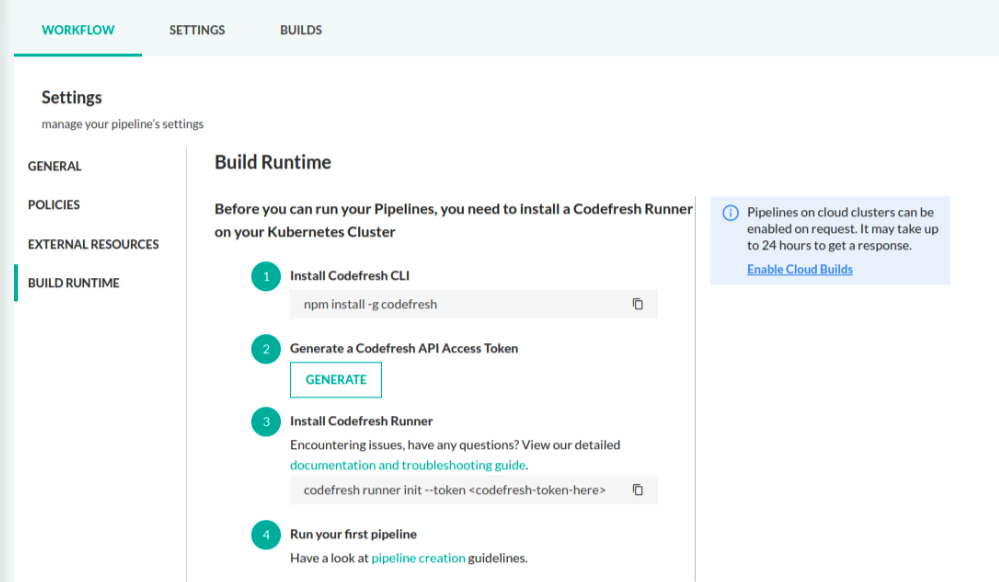 WORKFLOW SETTINGS BUILDS
Settings
manage your pipeline's settings
GENERAL
POLICIES
EXTERNAL RESOURCES
BUILD RUNTIME
Build Runtime
Before you can run your Pipelines, you need to install a Codefresh Runner
on your Kubernetes Cluster
1 Install Codefresh CLI
npm install -g codefresh
2 Generate a Codefresh API Access Token
GENERATE
3 Install Codefresh Runner
Encountering issues, have any questions? View our detailed
documentation and troubleshooting guide.
codefresh runner init --token <codefresh-token-here>
4 Run your first pipeline
Have a look at pipeline creation guidelines.
Pipelines on cloud clusters can be
enabled on request. It may take up
to 24 hours to get a response.
Enable Cloud Builds